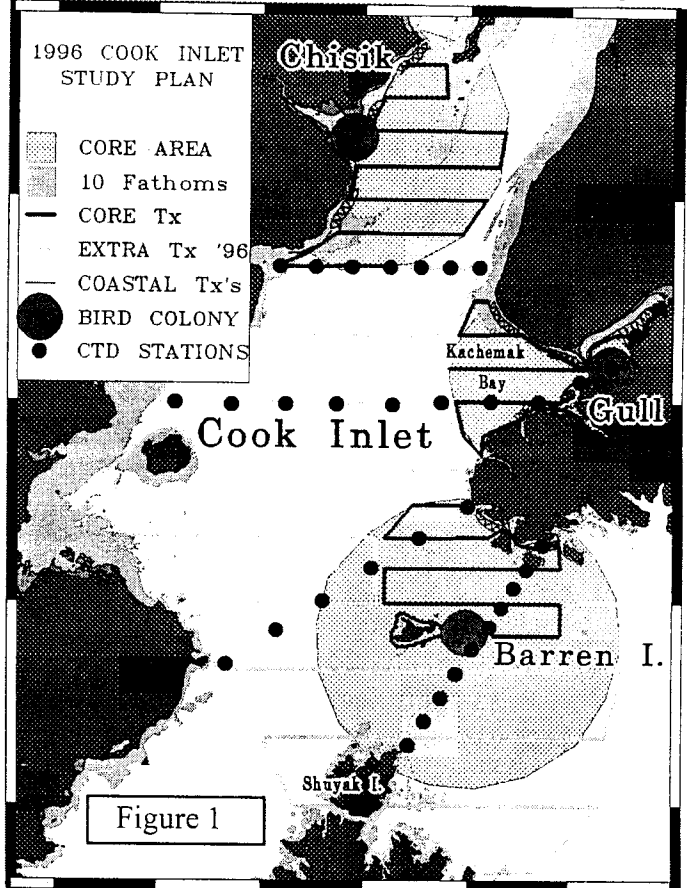 1996 COOK INLET
STUDY PLAN
CORE AREA
10 Fathoms
CORE Tx
EXTRA Tx '96
COASTAL Tx's
BIRD COLONY
CTD STATIONS
Chisik
Kachemak
Bay
Gull
Cook Inlet
Barren I.
Shuyak I.
Figure 1